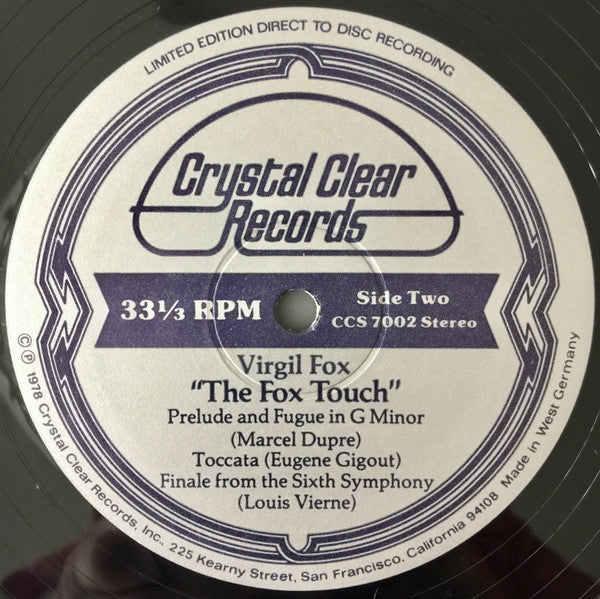 LIMITED EDITION DIRECT TO DISC RECORDING
Crystal Clear
Records
33⅓ RPM
Side Two
CCS 7002 Stereo
Virgil Fox
"The Fox Touch"
Prelude and Fugue in G Minor
(Marcel Dupre)
Toccata (Eugene Gigout)
Finale from the Sixth Symphony
(Louis Vierne)
© ℗ 1978 Crystal Clear Records, Inc., 225 Kearny Street, San Francisco, California 94108 Made in West Germany